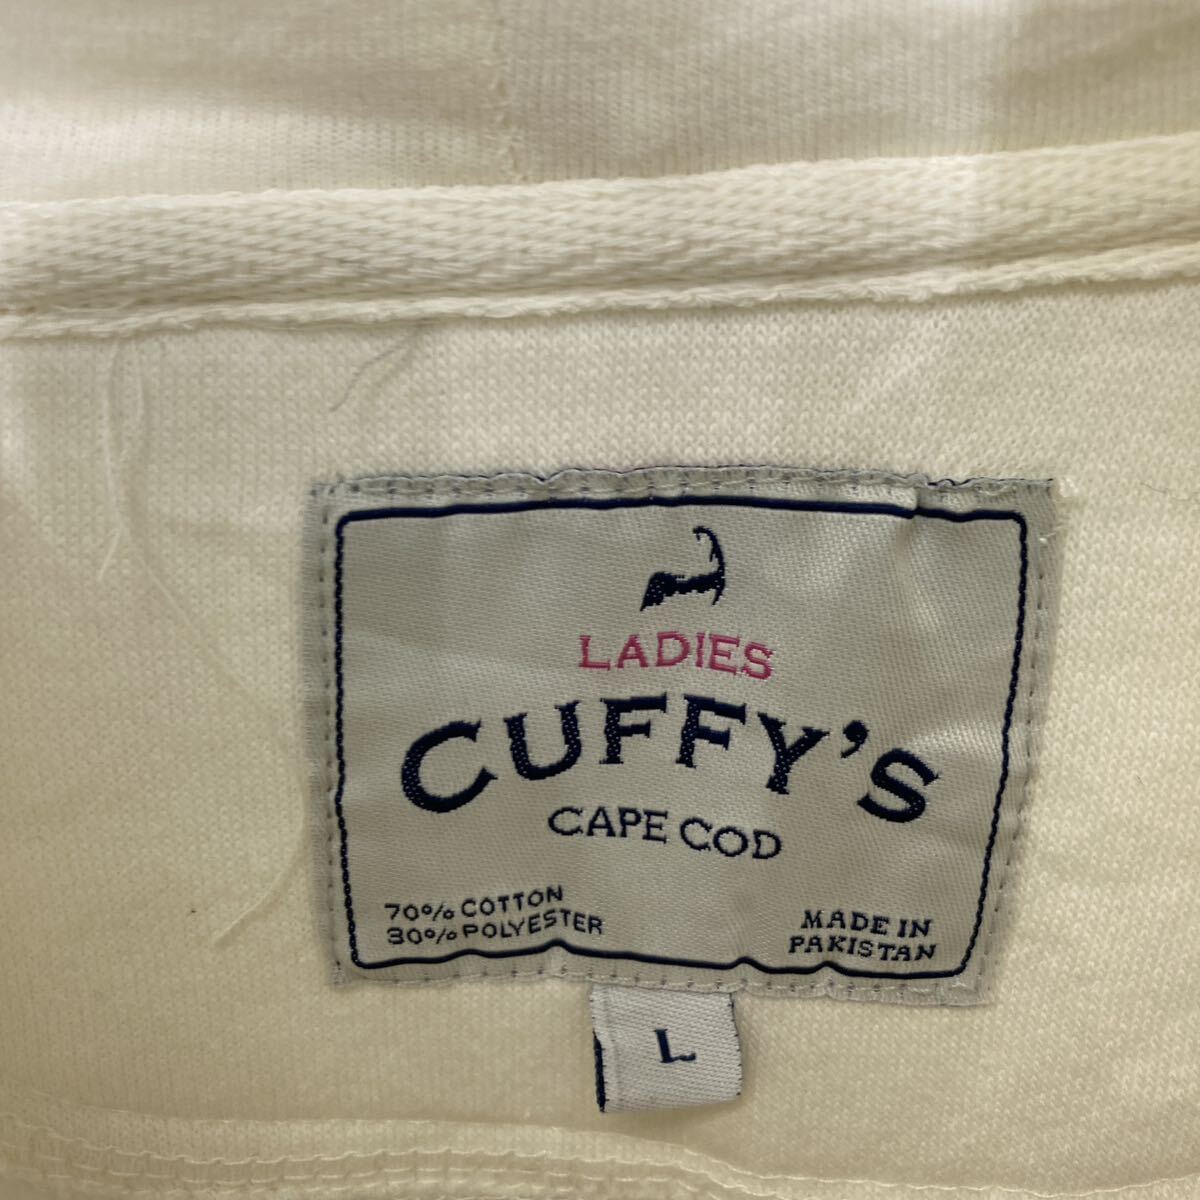 LADIES
CUFFY'S
CAPE COD
70% COTTON
30% POLYESTER
MADE IN
PAKISTAN
L